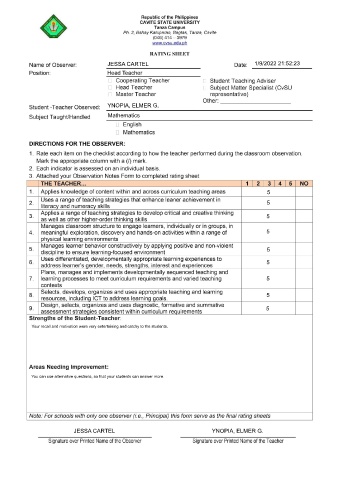 Republic of the Philippines
CAVITE STATE UNIVERSITY
Tanza Campus
Ph. 2, Bahay Katuparan, Bagtas, Tanza, Cavite
(046) 414 - 3979
www.cvsu.edu.ph
RATING SHEET
Name of Observer: JESSA CARTEL Date: 1/9/2022 21:52:23
Position: Head Teacher
Cooperating Teacher Student Teaching Adviser
Head Teacher Subject Matter Specialist (CvSU
Master Teacher representative)
Other:
Student -Teacher Observed: YNOPIA, ELMER G.
Subject Taught/Handled Mathematics
English
Mathematics
DIRECTIONS FOR THE OBSERVER:
1. Rate each item on the checklist according to how the teacher performed during the classroom observation.
Mark the appropriate column with a (/) mark.
2. Each indicator is assessed on an individual basis.
3. Attached your Observation Notes Form to completed rating sheet
THE TEACHER… 1 2 3 4 5 NO
1. Applies knowledge of content within and across curriculum teaching areas 5
2. Uses a range of teaching strategies that enhance leaner achievement in
literacy and numeracy skills 5
3. Applies a range of teaching strategies to develop critical and creative thinking
as well as other higher-order thinking skills 5
4. Manages classroom structure to engage learners, individually or in groups, in
meaningful exploration, discovery and hands-on activities within a range of
physical learning environments 5
5. Manages learner behavior constructively by applying positive and non-violent
discipline to ensure learning-focused environment 5
6. Uses differentiated, developmentally appropriate learning experiences to
address learner's gender, needs, strengths, interest and experiences 5
7. Plans, manages and implements developmentally sequenced teaching and
learning processes to meet curriculum requirements and varied teaching
contexts 5
8. Selects, develops, organizes and uses appropriate teaching and learning
resources, including ICT to address learning goals 5
9. Design, selects, organizes and uses diagnostic, formative and summative
assessment strategies consistent within curriculum requirements 5
Strengths of the Student-Teacher
Your recall and motivation were very entertaining and catchy to the students.
Areas Needing Improvement:
You can use alternative questions, so that your students can answer more
Note: For schools with only one observer (i.e., Principal) this form serve as the final rating sheets
JESSA CARTEL YNOPIA, ELMER G.
Signature over Printed Name of the Observer Signature over Printed Name of the Teacher